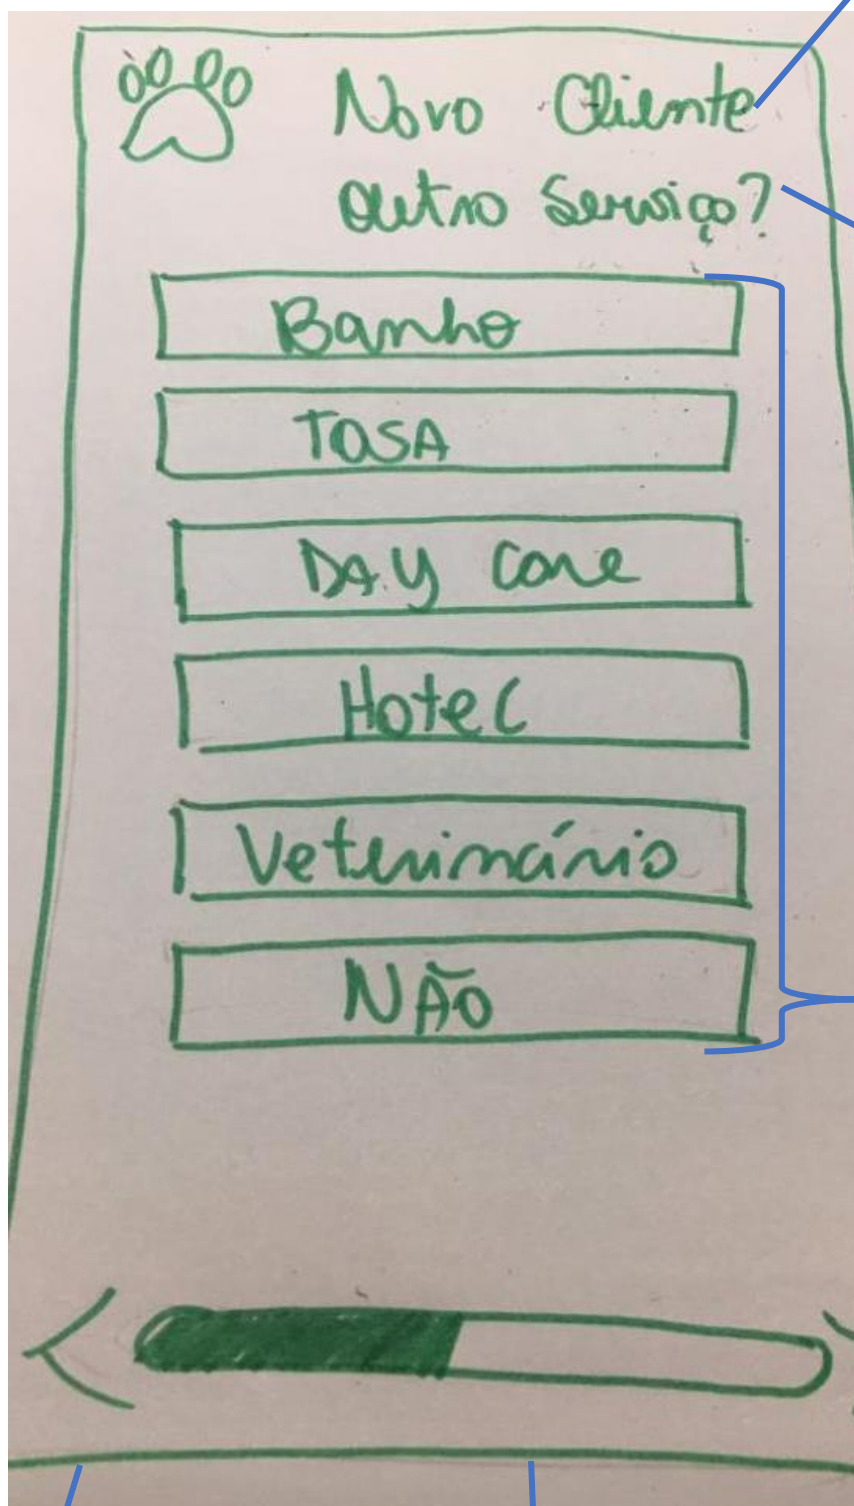 Novo Cliente
Outro Serviço?
Banho
TOSA
DAY Care
Hotel
Veterinário
NÃO